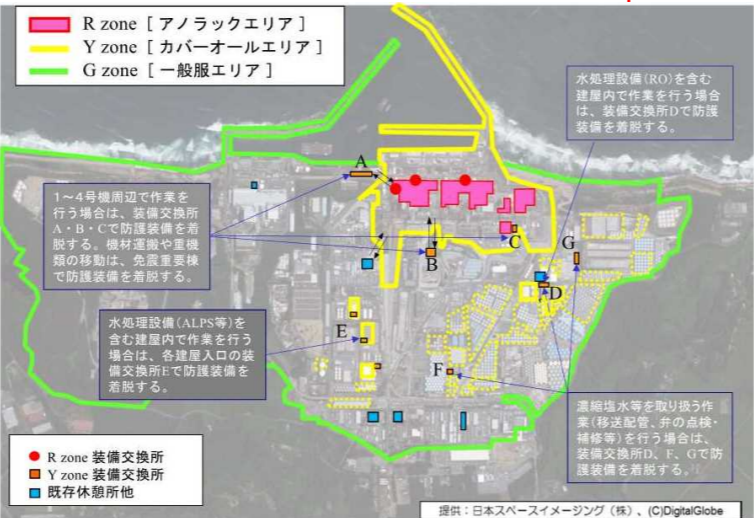 R zone [ アノラックエリア ]
Y zone [ カバーオールエリア ]
G zone [ 一般服エリア ]
水処理設備(RO)を含む
建屋内で作業を行う場合
は、装備交換所Dで防護
装備を着脱する。
A
1～4号機周辺で作業を
行う場合は、装備交換所
A・B・Cで防護装備を着
脱する。機材運搬や重機
類の移動は、免震重要棟
で防護装備を着脱する。
C
G
B
D
水処理設備(ALPS等)を
含む建屋内で作業を行う
場合は、各建屋入口の装
備交換所Eで防護装備を
着脱する。
E
F
濃縮塩水等を取り扱う作
業(移送配管、弁の点検・
補修等)を行う場合は、
装備交換所D、F、Gで防
護装備を着脱する。
R zone 装備交換所
Y zone 装備交換所
既存休憩所他
提供：日本スペースイメージング（株）、(C)DigitalGlobe